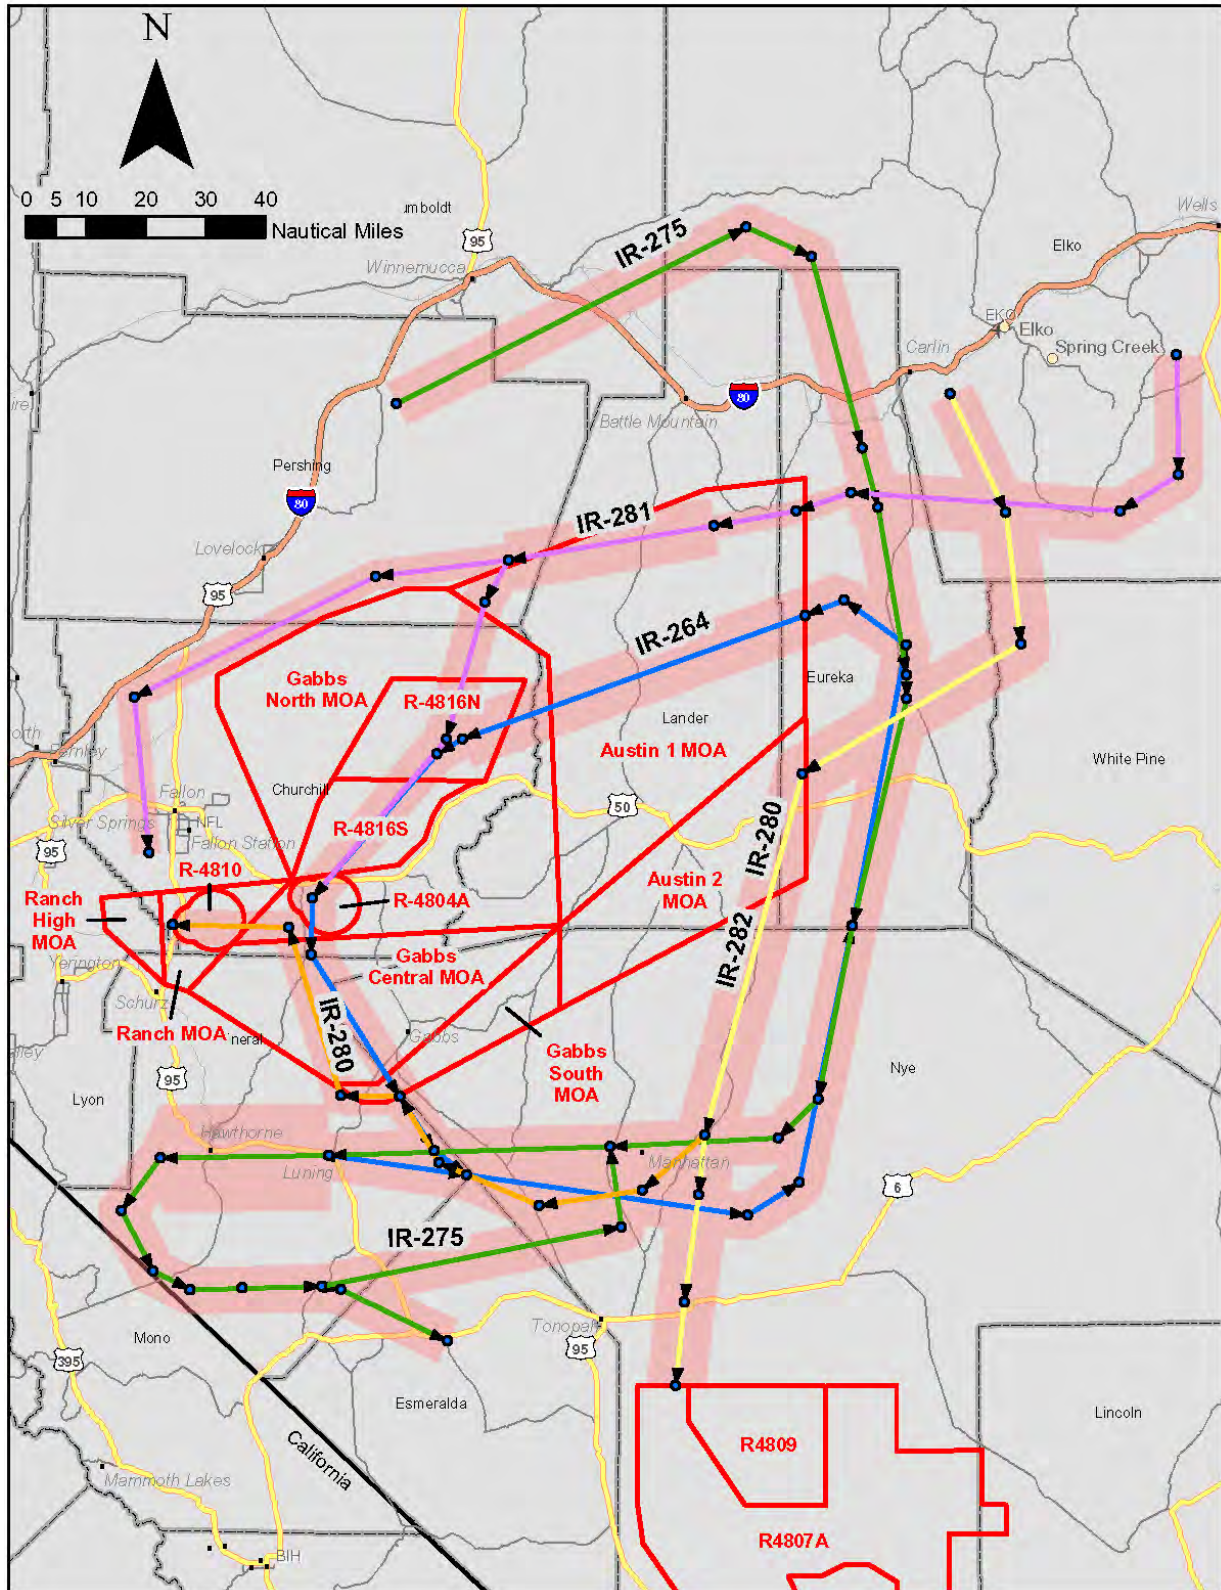 N
0 5 10 20 30 40
Nautical Miles
umboldt
95
Winnemucca
IR-275
Elko
Wells
EKO
Elko
Spring Creek
Carlin
80
Battle Mountain
Pershing
80
Lovelock
95
IR-281
IR-264
Gabbs
North MOA
R-4816N
Eureka
Lander
Austin 1 MOA
White Pine
Fernley
Churchill
Fallon
NFL
Silver Springs
Fallon Station
95
50
R-4816S
IR-280
R-4810
R-4804A
Ranch
High
MOA
Austin 2
MOA
Gabbs
Central MOA
IR-282
Yerington
Schurz
Ranch MOA
neral
IR-280
Gabbs
Gabbs
South
MOA
95
Lyon
Nye
Hawthorne
Luning
Manhattan
6
IR-275
Mono
Tonopah
95
395
Esmeralda
Lincoln
California
R4809
Mammoth Lakes
R4807A
BIH